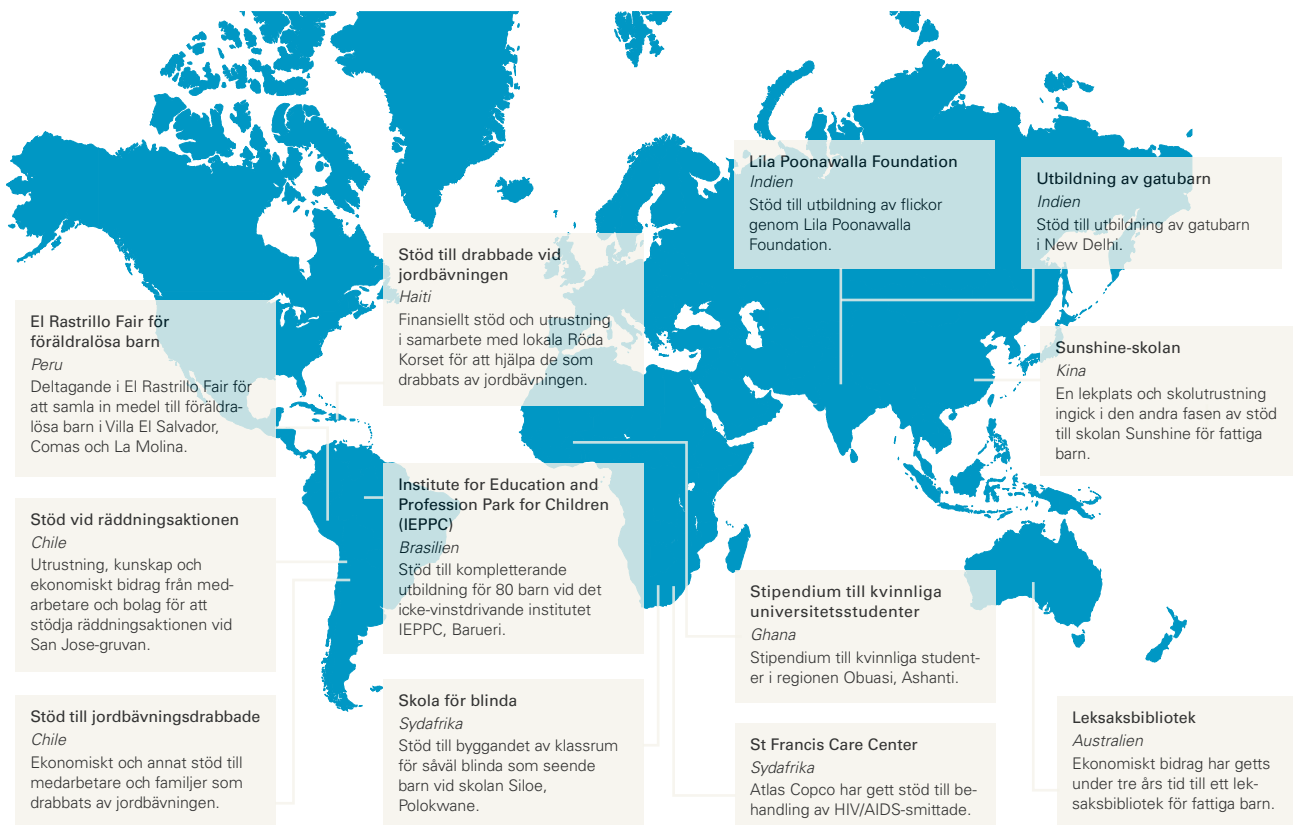 Lila Poonawalla Foundation
Indien
Stöd till utbildning av flickor
genom Lila Poonawalla
Foundation.
Utbildning av gatubarn
Indien
Stöd till utbildning av gatubarn
i New Delhi.
Stöd till drabbade vid
jordbävningen
Haiti
Finansiellt stöd och utrustning
i samarbete med lokala Röda
Korset för att hjälpa de som
drabbats av jordbävningen.
El Rastrillo Fair för
föräldralösa barn
Peru
Deltagande i El Rastrillo Fair för
att samla in medel till föräldra-
lösa barn i Villa El Salvador,
Comas och La Molina.
Sunshine-skolan
Kina
En lekplats och skolutrustning
ingick i den andra fasen av stöd
till skolan Sunshine för fattiga
barn.
Institute for Education and
Profession Park for Children
(IEPPC)
Brasilien
Stöd till kompletterande
utbildning för 80 barn vid det
icke-vinstdrivande institutet
IEPPC, Barueri.
Stöd vid räddningsaktionen
Chile
Utrustning, kunskap och
ekonomiskt bidrag från med-
arbetare och bolag för att
stödja räddningsaktionen vid
San Jose-gruvan.
Stipendium till kvinnliga
universitetsstudenter
Ghana
Stipendium till kvinnliga student-
er i regionen Obuasi, Ashanti.
Skola för blinda
Sydafrika
Stöd till byggandet av klassrum
för såväl blinda som seende
barn vid skolan Siloe,
Polokwane.
Stöd till jordbävningsdrabbade
Chile
Ekonomiskt och annat stöd till
medarbetare och familjer som
drabbats av jordbävningen.
St Francis Care Center
Sydafrika
Atlas Copco har gett stöd till be-
handling av HIV/AIDS-smittade.
Leksaksbibliotek
Australien
Ekonomiskt bidrag har getts
under tre års tid till ett lek-
saksbibliotek för fattiga barn.